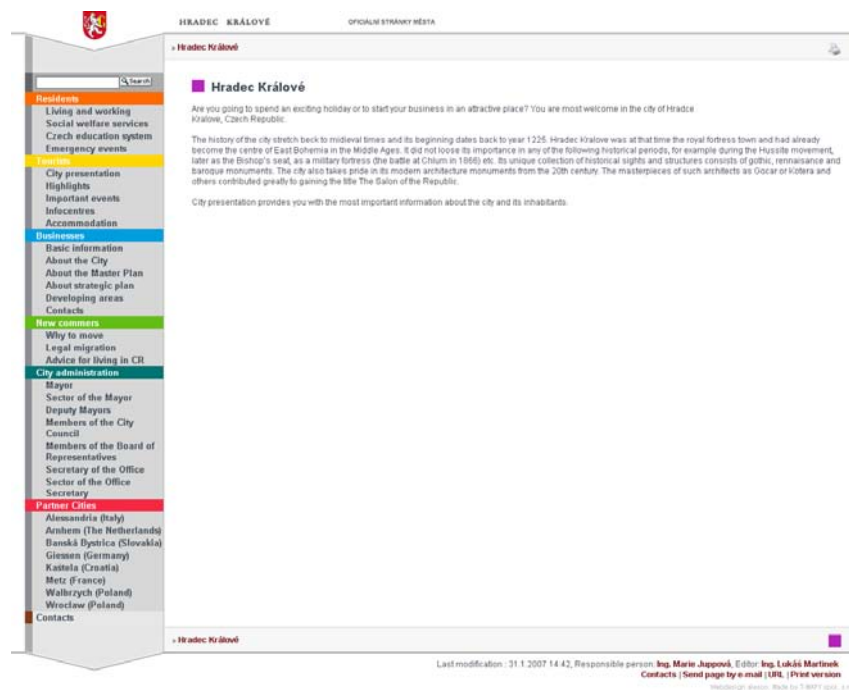 HRADEC KRÁLOVÉ
OFICIÁLNÍ STRÁNKY MĚSTA
» Hradec Králové
Search
Residents
Living and working
Social welfare services
Czech education system
Emergency events
Tourists
City presentation
Highlights
Important events
Infocentres
Accommodation
Businesses
Basic information
About the City
About the Master Plan
About strategic plan
Developing areas
Contacts
New commers
Why to move
Legal migration
Advice for living in CR
City administration
Mayor
Sector of the Mayor
Deputy Mayors
Members of the City
Council
Members of the Board of
Representatives
Secretary of the Office
Sector of the Office
Secretary
Partner Cities
Alessandria (Italy)
Arnhem (The Netherlands)
Banská Bystrica (Slovakia)
Giessen (Germany)
Kaštela (Croatia)
Metz (France)
Walbrzych (Poland)
Wroclaw (Poland)
Contacts
Hradec Králové
Are you going to spend an exciting holiday or to start your business in an attractive place? You are most welcome in the city of Hradce
Kralove, Czech Republic.
The history of the city stretch beck to midieval times and its beginning dates back to year 1225. Hradec Kralove was at that time the royal fortress town and had already
become the centre of East Bohemia in the Middle Ages. It did not loose its importance in any of the following historical periods, for example during the Hussite movement,
later as the Bishop's seat, as a military fortress (the battle at Chlum in 1866) etc. Its unique collection of historical sights and structures consists of gothic, rennaisance and
baroque monuments. The city also takes pride in its modern architecture monuments from the 20th century. The masterpieces of such architects as Gocar or Kotera and
others contributed greatly to gaining the title The Salon of the Republic.
City presentation provides you with the most important information about the city and its inhabitants.
» Hradec Králové
Last modification : 31.1.2007 14:42, Responsible person: Ing. Marie Juppová, Editor: Ing. Lukáš Martinek
Contacts | Send page by e-mail | URL | Print version